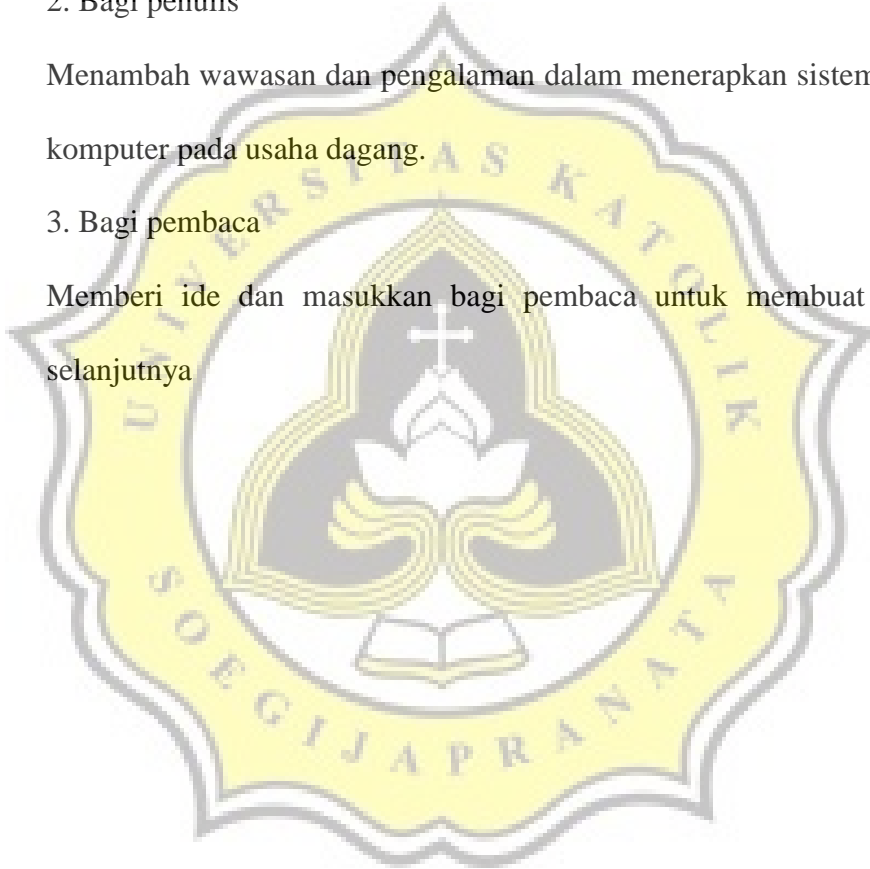 2. Bagi penulis
Menambah wawasan dan pengalaman dalam menerapkan sistem
komputer pada usaha dagang.
3. Bagi pembaca
Memberi ide dan masukkan bagi pembaca untuk membuat
selanjutnya
UNIVERSITAS KATOLIK
SOEGIJAPRANATA